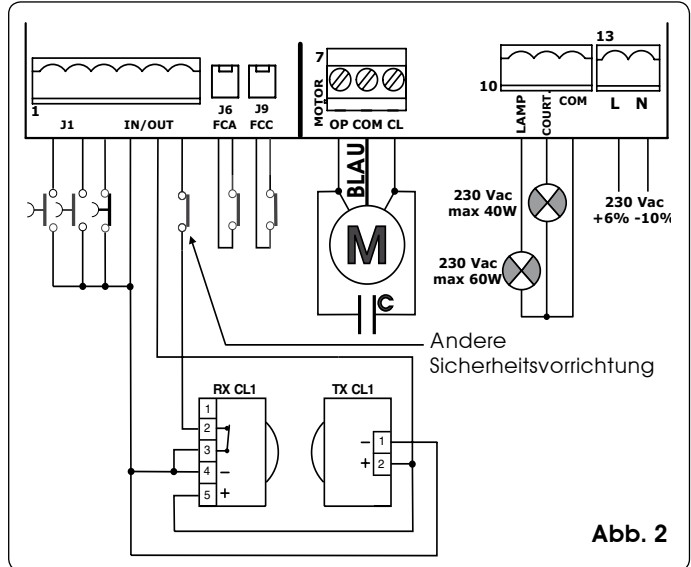 1
J1
IN/OUT
J6
FCA
J9
FCC
7
MOTOR
OP COM CL
BLAU
M
C
10
LAMP
COURT.
COM
13
L N
230 Vac
max 40W
230 Vac
+6% -10%
230 Vac
max 60W
Andere
Sicherheitsvorrichtung
RX CL1
1
2
3
4 –
5 +
TX CL1
– 1
+ 2
Abb. 2